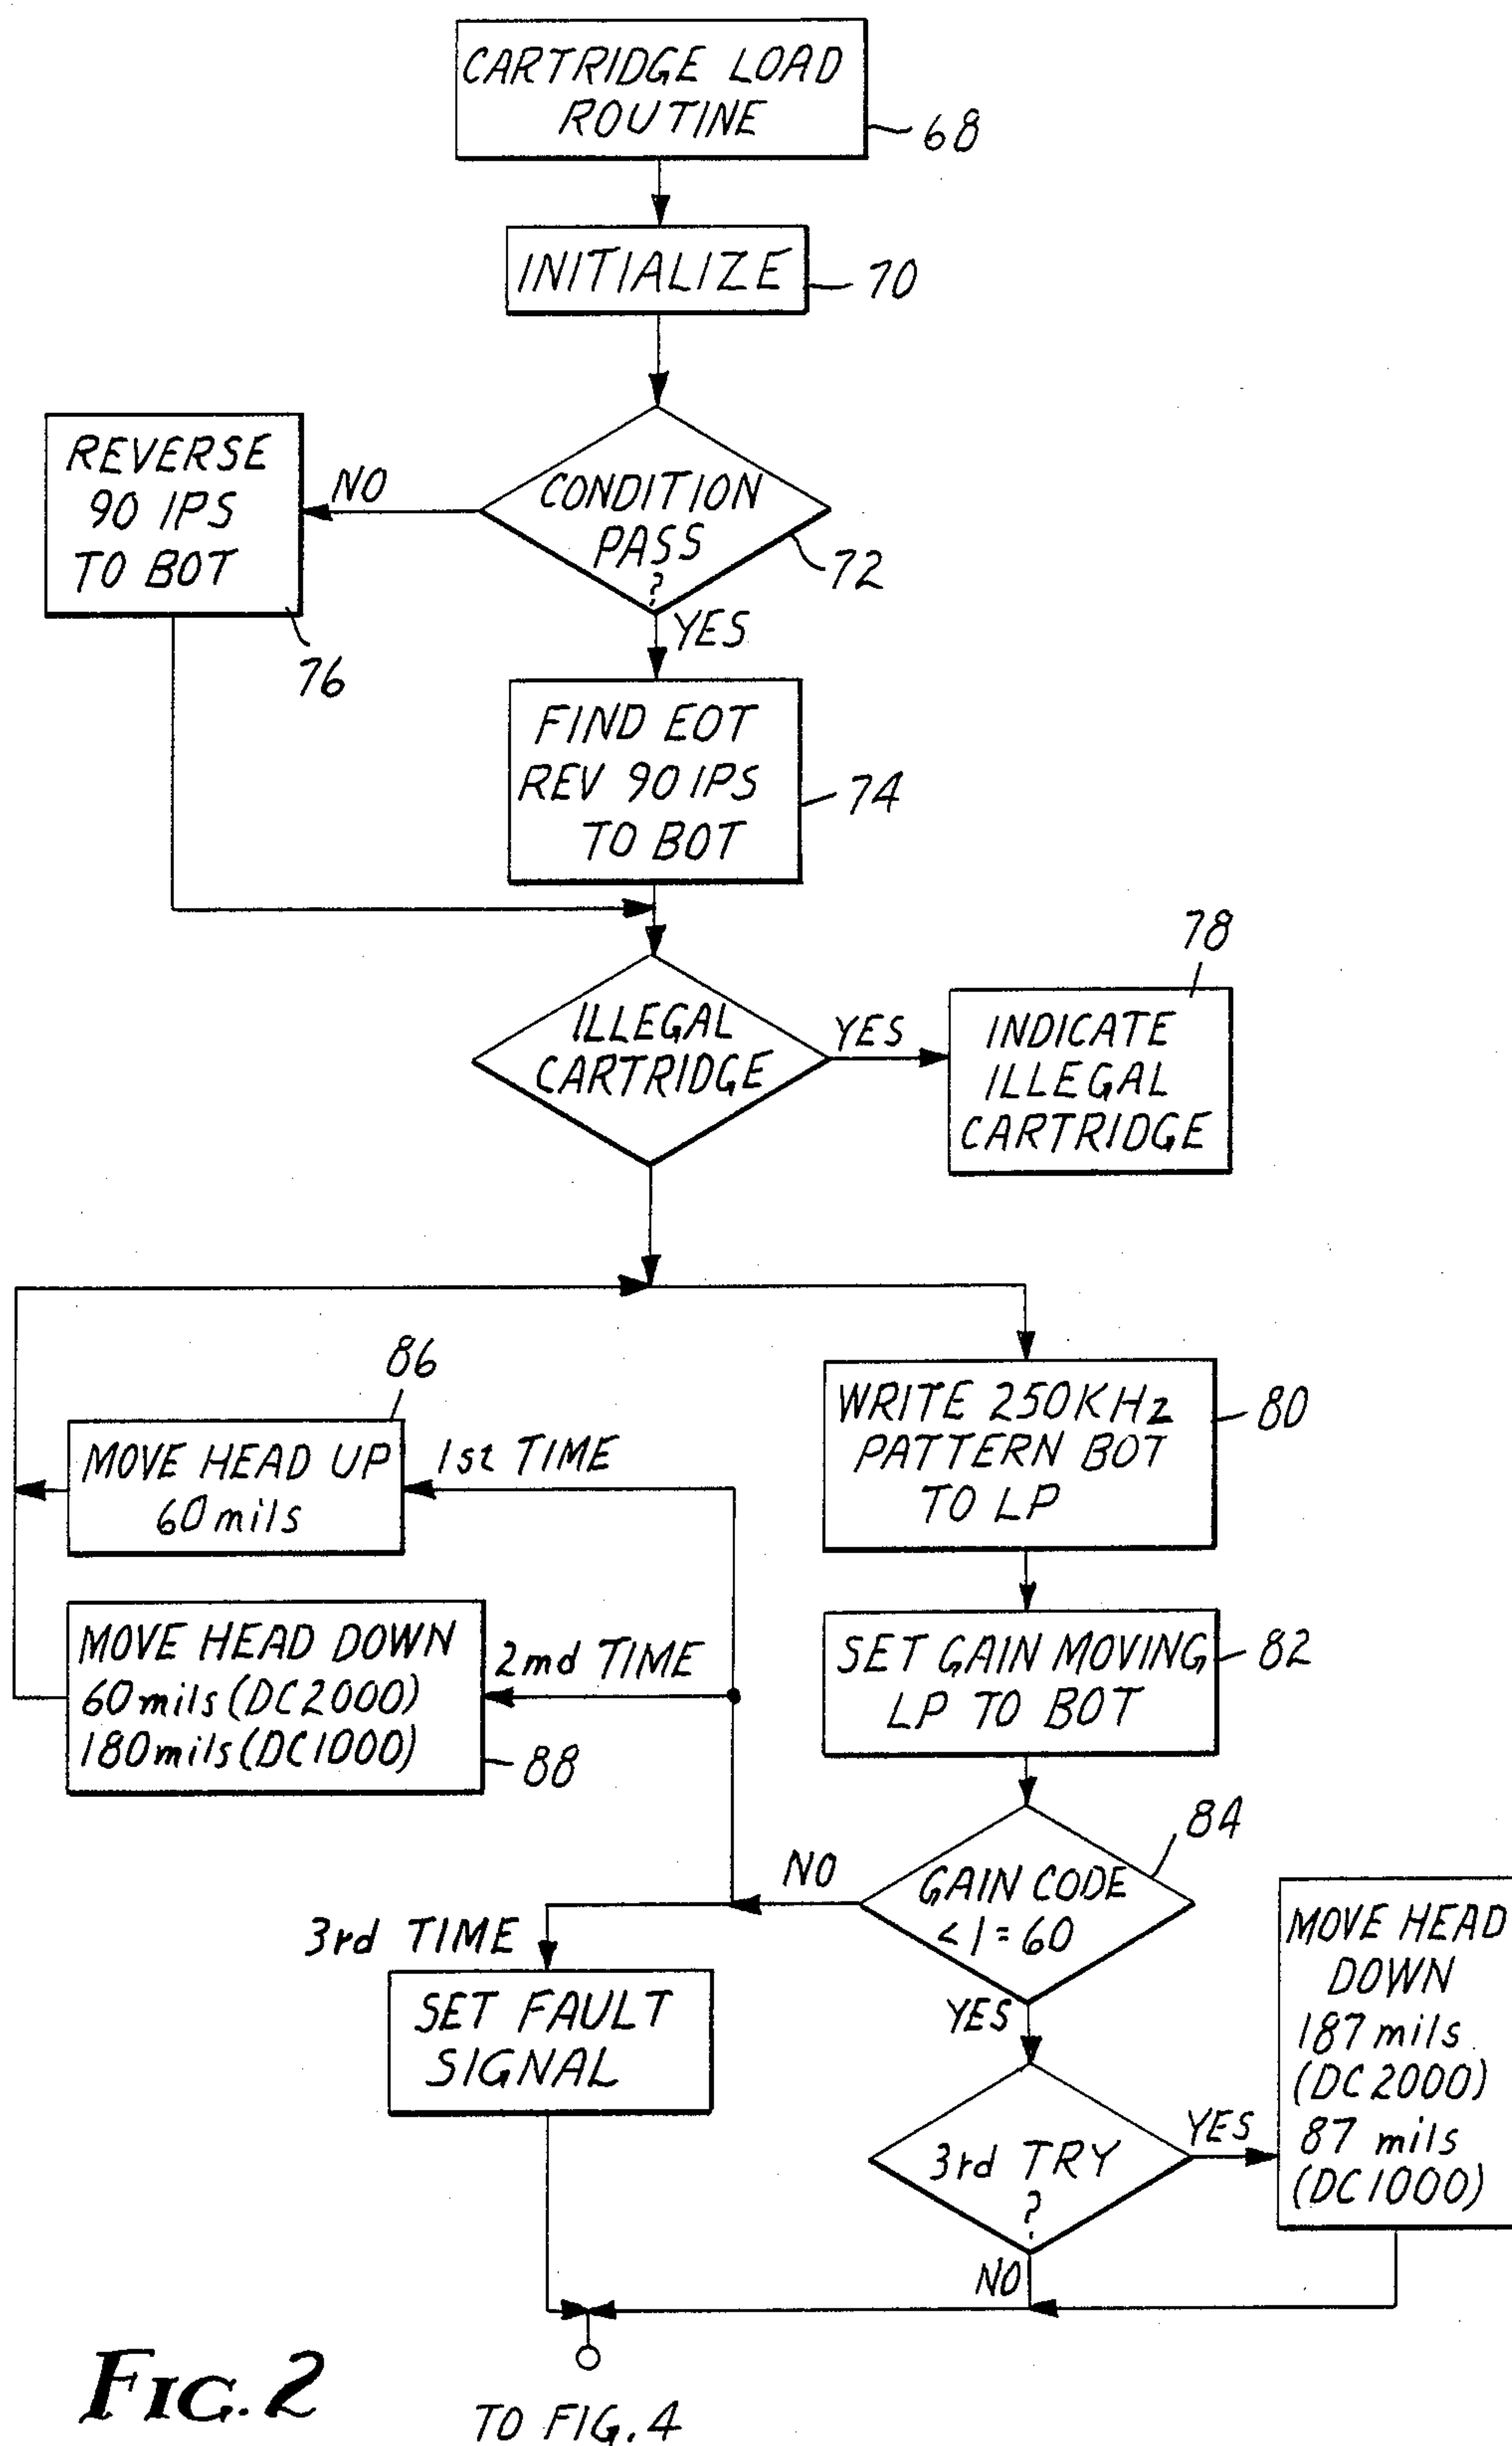 CARTRIDGE LOAD
ROUTINE
68
INITIALIZE
70
REVERSE
90 IPS
TO BOT
76
NO
CONDITION
PASS
?
72
YES
FIND EOT
REV 90 IPS
TO BOT
74
ILLEGAL
CARTRIDGE
YES
78
INDICATE
ILLEGAL
CARTRIDGE
86
MOVE HEAD UP
60 mils
1st TIME
WRITE 250KHz
PATTERN BOT
TO LP
80
MOVE HEAD DOWN
60 mils (DC2000)
180 mils (DC1000)
88
2md TIME
SET GAIN MOVING
LP TO BOT
82
84
GAIN CODE
<1=60
NO
3rd TIME
SET FAULT
SIGNAL
YES
3rd TRY
?
YES
MOVE HEAD
DOWN
187 mils
(DC2000)
87 mils
(DC1000)
NO
FIG. 2
TO FIG. 4